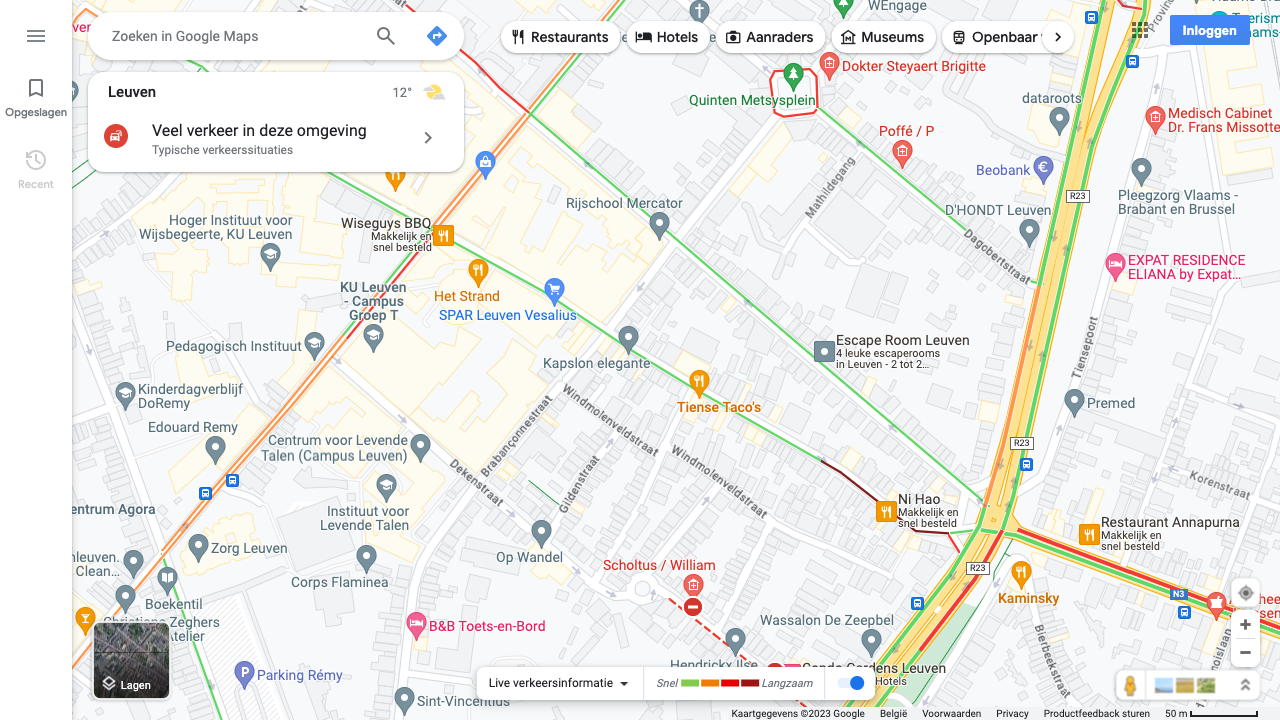 Zoeken in Google Maps
Restaurants
Hotels
Aanraders
Museums
Openbaar
Inloggen
WEngage
Opgeslagen
Recent
Leuven
12°
Veel verkeer in deze omgeving
Typische verkeerssituaties
Dokter Steyaert Brigitte
Quinten Metsysplein
dataroots
Medisch Cabinet
Dr. Frans Missotte
Poffé / P
Beobank
Mathildegang
R23
Pleegzorg Vlaams -
Brabant en Brussel
Rijschool Mercator
D'HONDT Leuven
Hoger Instituut voor
Wijsbegeerte, KU Leuven
Wiseguys BBQ
Makkelijk en
snel besteld
Dagobertstraat
EXPAT RESIDENCE
ELIANA by Expat...
KU Leuven
- Campus
Groep T
Het Strand
SPAR Leuven Vesalius
Pedagogisch Instituut
Kapslon elegante
Escape Room Leuven
4 leuke escaperooms
in Leuven - 2 tot 2...
Tiensepoort
Kinderdagverblijf
DoRemy
Tiense Taco's
Premed
Edouard Remy
Centrum voor Levende
Talen (Campus Leuven)
Brabançonnestraat
Windmolenveldstraat
Windmolenveldstraat
R23
Dekenstraat
Gildenstraat
Korenstraat
entrum Agora
Instituut voor
Levende Talen
Ni Hao
Makkelijk en
snel besteld
Restaurant Annapurna
Makkelijk en
snel besteld
Zorg Leuven
Op Wandel
Corps Flaminea
Scholtus / William
R23
Kaminsky
N3
Boekentil
Christiane Zeghers
Atelier
B&B Toets-en-Bord
Wassalon De Zeepbel
Bierbeekstraat
Hendrickx Ilse
Condo Gardens Leuven
Hotels
Parking Rémy
Sint-Vincentius
Lagen
Live verkeersinformatie
Snel
Langzaam
Kaartgegevens ©2023 Google
België
Voorwaarden
Privacy
Productfeedback sturen
50 m